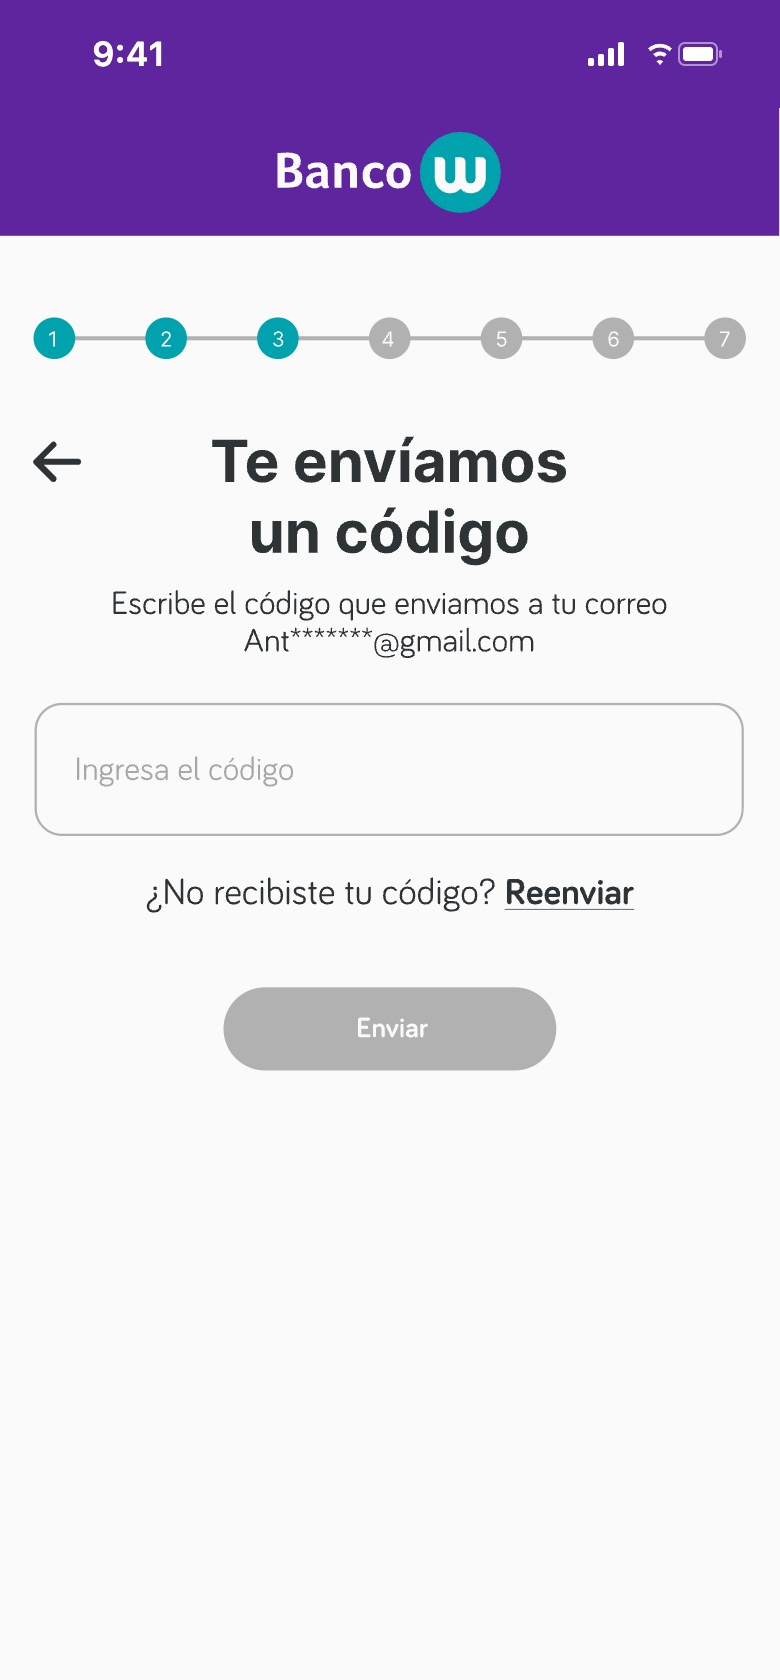 9:41
Banco W
1 2 3 4 5 6 7
Te envíamos
un código
Escribe el código que enviamos a tu correo
Ant*******@gmail.com
Ingresa el código
¿No recibiste tu código? Reenviar
Enviar